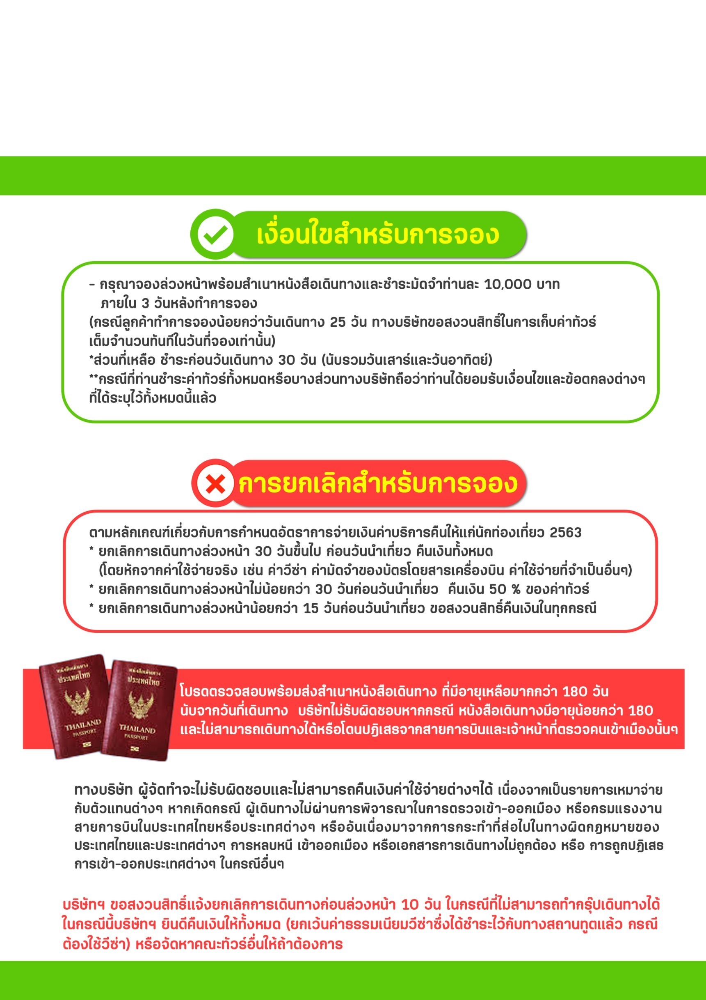 เงื่อนไขสำหรับการจอง
- กรุณาจองล่วงหน้าพร้อมสำเนาหนังสือเดินทางและชำระมัดจำท่านละ 10,000 บาท
ภายใน 3 วันหลังทำการจอง
(กรณีลูกค้าทำการจองน้อยกว่าวันเดินทาง 25 วัน ทางบริษัทขอสงวนสิทธิ์ในการเก็บค่าทัวร์
เต็มจำนวนทันทีในวันที่จองเท่านั้น)
*ส่วนที่เหลือ ชำระก่อนวันเดินทาง 30 วัน (นับรวมวันเสาร์และวันอาทิตย์)
**กรณีที่ท่านชำระค่าทัวร์ทั้งหมดหรือบางส่วนทางบริษัทถือว่าท่านได้ยอมรับเงื่อนไขและข้อตกลงต่างๆ
ที่ได้ระบุไว้ทั้งหมดนี้แล้ว
การยกเลิกสำหรับการจอง
ตามหลักเกณฑ์เกี่ยวกับการกำหนดอัตราการจ่ายเงินค่าบริการคืนให้แก่นักท่องเที่ยว 2563
* ยกเลิกการเดินทางล่วงหน้า 30 วันขึ้นไป ก่อนวันนำเที่ยว คืนเงินทั้งหมด
(โดยหักจากค่าใช้จ่ายจริง เช่น ค่าวีซ่า ค่ามัดจำของบัตรโดยสารเครื่องบิน ค่าใช้จ่ายที่จำเป็นอื่นๆ)
* ยกเลิกการเดินทางล่วงหน้าไม่น้อยกว่า 30 วันก่อนวันนำเที่ยว คืนเงิน 50 % ของค่าทัวร์
* ยกเลิกการเดินทางล่วงหน้าน้อยกว่า 15 วันก่อนวันนำเที่ยว ขอสงวนสิทธิ์คืนเงินในทุกกรณี
หนังสือเดินทาง
ประเทศไทย
THAILAND
PASSPORT
หนังสือเดินทาง
ประเทศไทย
THAILAND
PASSPORT
โปรดตรวจสอบพร้อมส่งสำเนาหนังสือเดินทาง ที่มีอายุเหลือมากกว่า 180 วัน
นับจากวันที่เดินทาง บริษัทไม่รับผิดชอบหากกรณี หนังสือเดินทางมีอายุน้อยกว่า 180
และไม่สามารถเดินทางได้หรือโดนปฏิเสธจากสายการบินและเจ้าหน้าที่ตรวจคนเข้าเมืองนั้นๆ
ทางบริษัท ผู้จัดทำจะไม่รับผิดชอบและไม่สามารถคืนเงินค่าใช้จ่ายต่างๆได้ เนื่องจากเป็นรายการเหมาจ่าย
กับตัวแทนต่างๆ หากเกิดกรณี ผู้เดินทางไม่ผ่านการพิจารณาในการตรวจเข้า-ออกเมือง หรือกรมแรงงาน
สายการบินในประเทศไทยหรือประเทศต่างๆ หรืออันเนื่องมาจากการกระทำที่ส่อไปในทางผิดกฎหมายของ
ประเทศไทยและประเทศต่างๆ การหลบหนี เข้าออกเมือง หรือเอกสารการเดินทางไม่ถูกต้อง หรือ การถูกปฏิเสธ
การเข้า-ออกประเทศต่างๆ ในกรณีอื่นๆ
บริษัทฯ ขอสงวนสิทธิ์แจ้งยกเลิกการเดินทางก่อนล่วงหน้า 10 วัน ในกรณีที่ไม่สามารถทำกรุ๊ปเดินทางได้
ในกรณีนี้บริษัทฯ ยินดีคืนเงินให้ทั้งหมด (ยกเว้นค่าธรรมเนียมวีซ่าซึ่งได้ชำระไว้กับทางสถานทูตแล้ว กรณี
ต้องใช้วีซ่า) หรือจัดหาคณะทัวร์อื่นให้ถ้าต้องการ